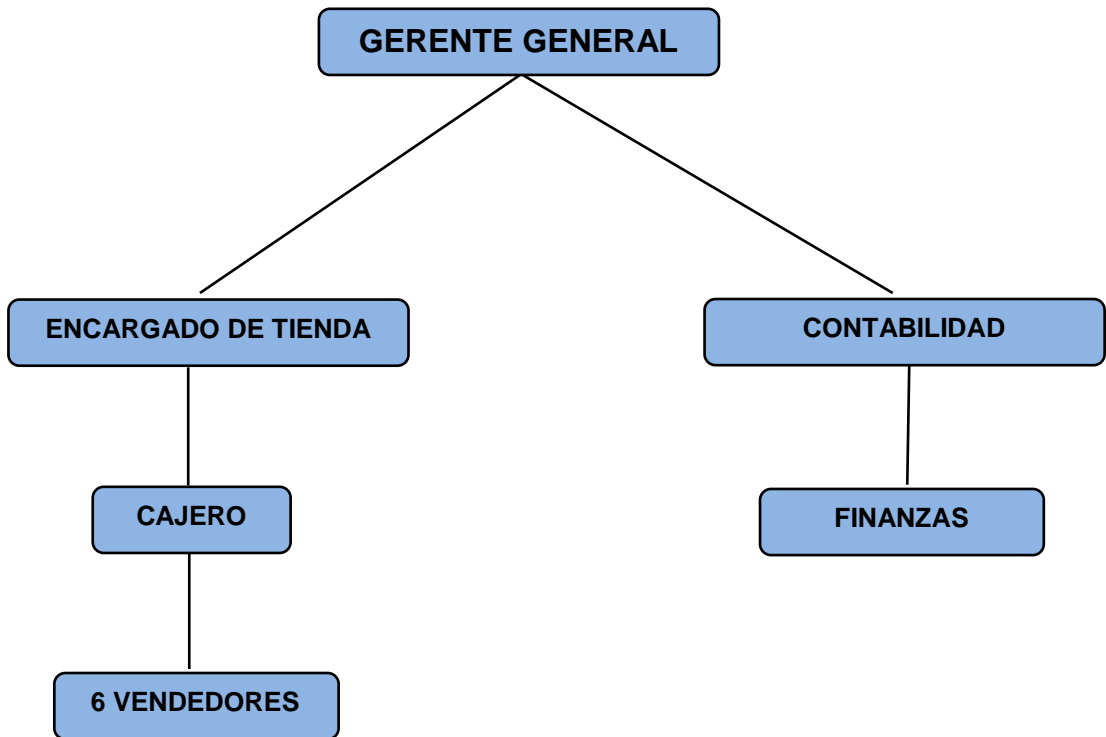 GERENTE GENERAL
ENCARGADO DE TIENDA
CONTABILIDAD
CAJERO
FINANZAS
6 VENDEDORES